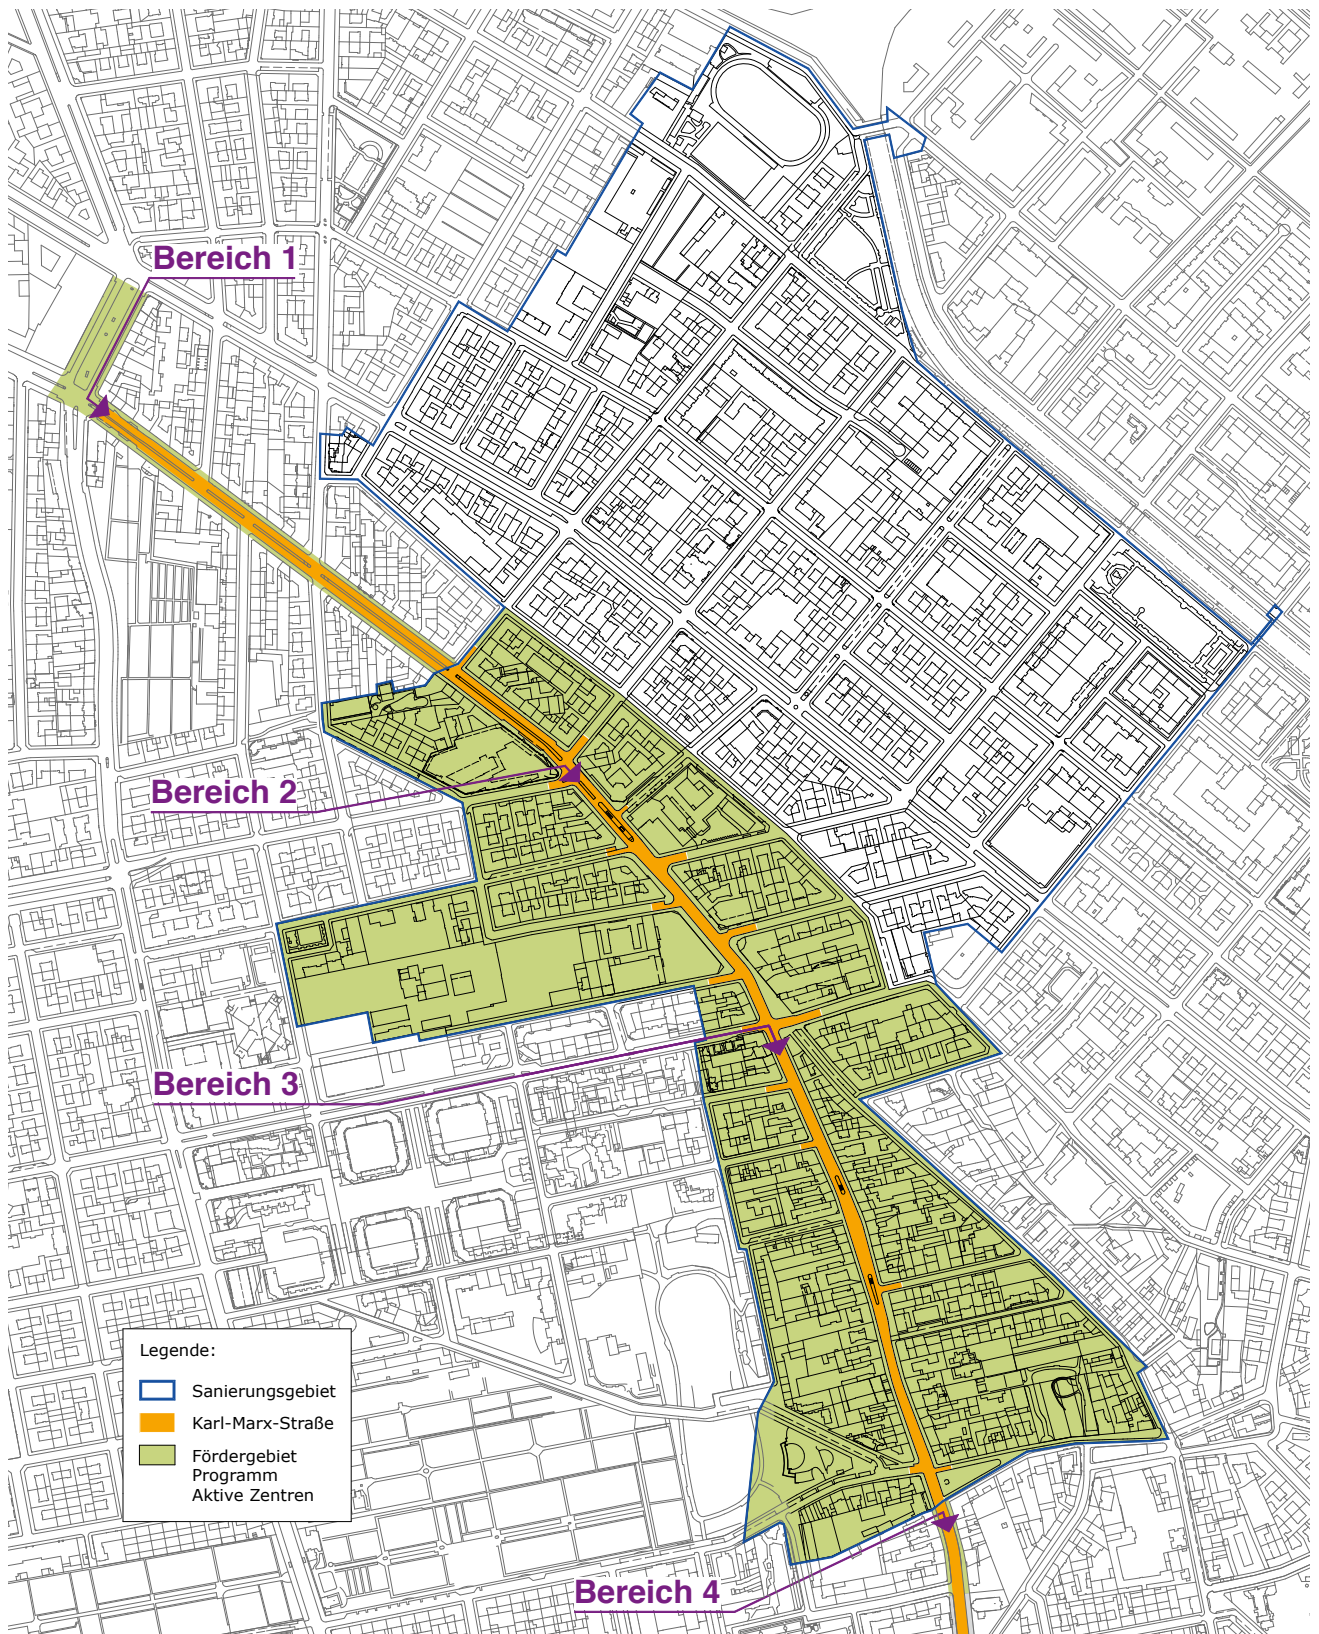 Bereich 1
Bereich 2
Bereich 3
Legende:
Sanierungsgebiet
Karl-Marx-Straße
Fördergebiet
Programm
Aktive Zentren
Bereich 4